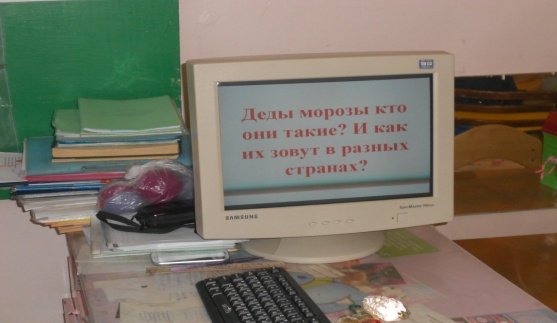 Деды морозы кто
они такие? И как
их зовут в разных
странах?
SAMSUNG